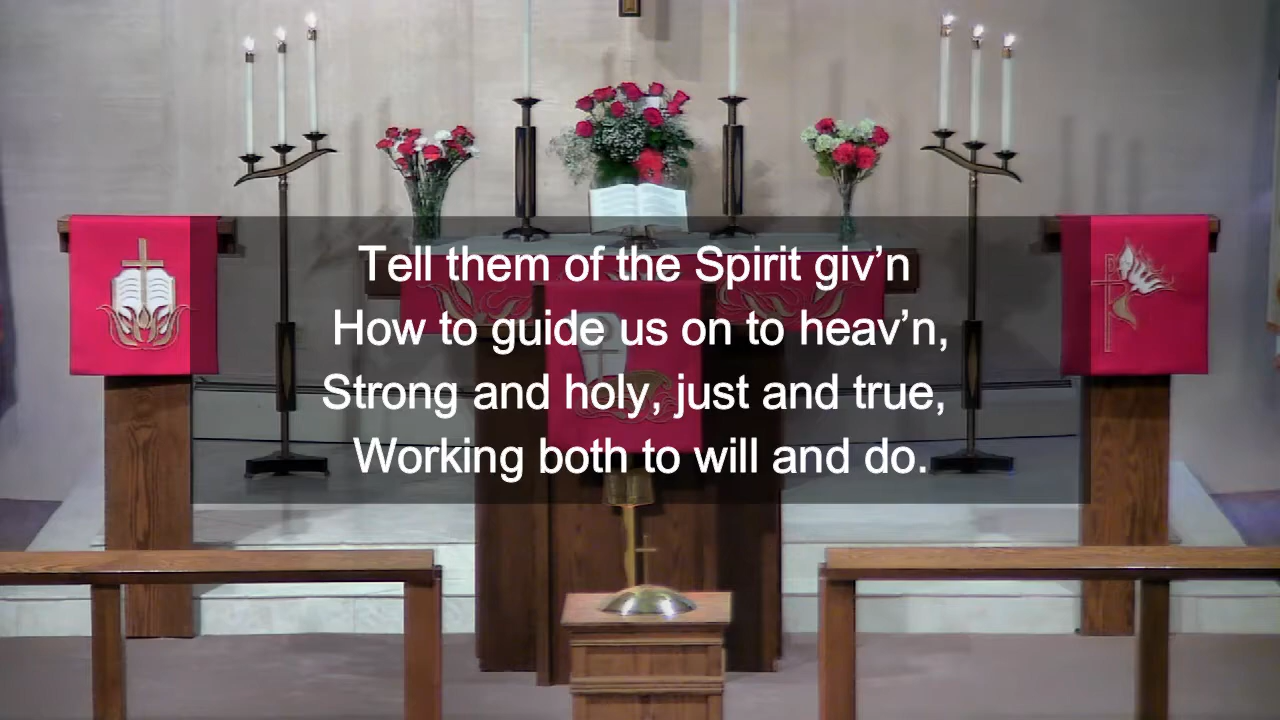 Tell them of the Spirit giv’n
How to guide us on to heav’n,
Strong and holy, just and true,
Working both to will and do.